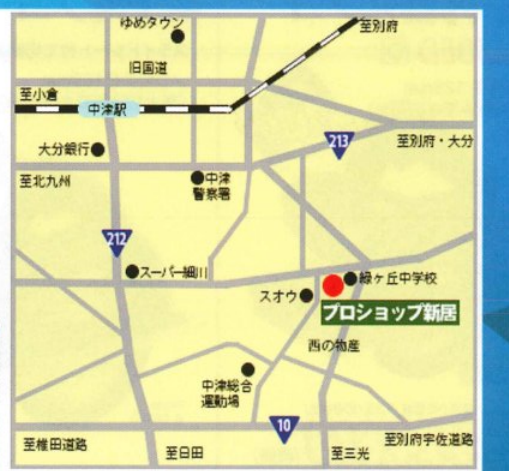 ゆめタウン
至別府
旧国道
至小倉
中津駅
213
大分銀行
至別府・大分
至北九州
中津
警察署
212
スーパー細川
緑ヶ丘中学校
スオウ
プロショップ新居
西の物産
中津総合
運動場
10
至椎田道路
至日田
至三光
至別府宇佐道路